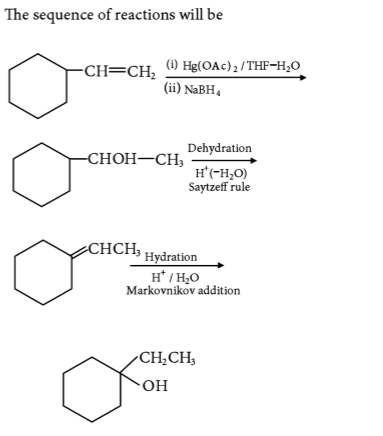 The sequence of reactions will be
-CH=CH₂ (i) Hg(OAc)₂/THF-H₂O
(ii) NaBH₄
-CHOH-CH₃ Dehydration
H⁺(-H₂O)
Saytzeff rule
CHCH₃ Hydration
H⁺ / H₂O
Markovnikov addition
CH₂CH₃
OH